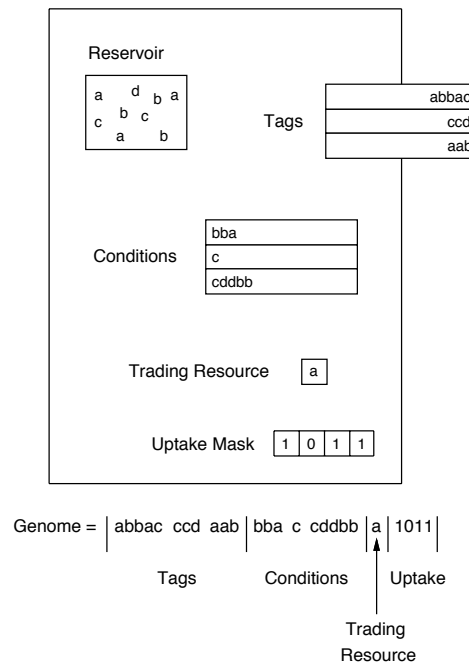 Reservoir
a d b a
c b c
a b
Tags
abbac
ccd
aab
Conditions
bba
c
cddbb
Trading Resource a
Uptake Mask 1 0 1 1
Genome = abbac ccd aab bba c cddbb a 1011
Tags Conditions Uptake
Trading
Resource